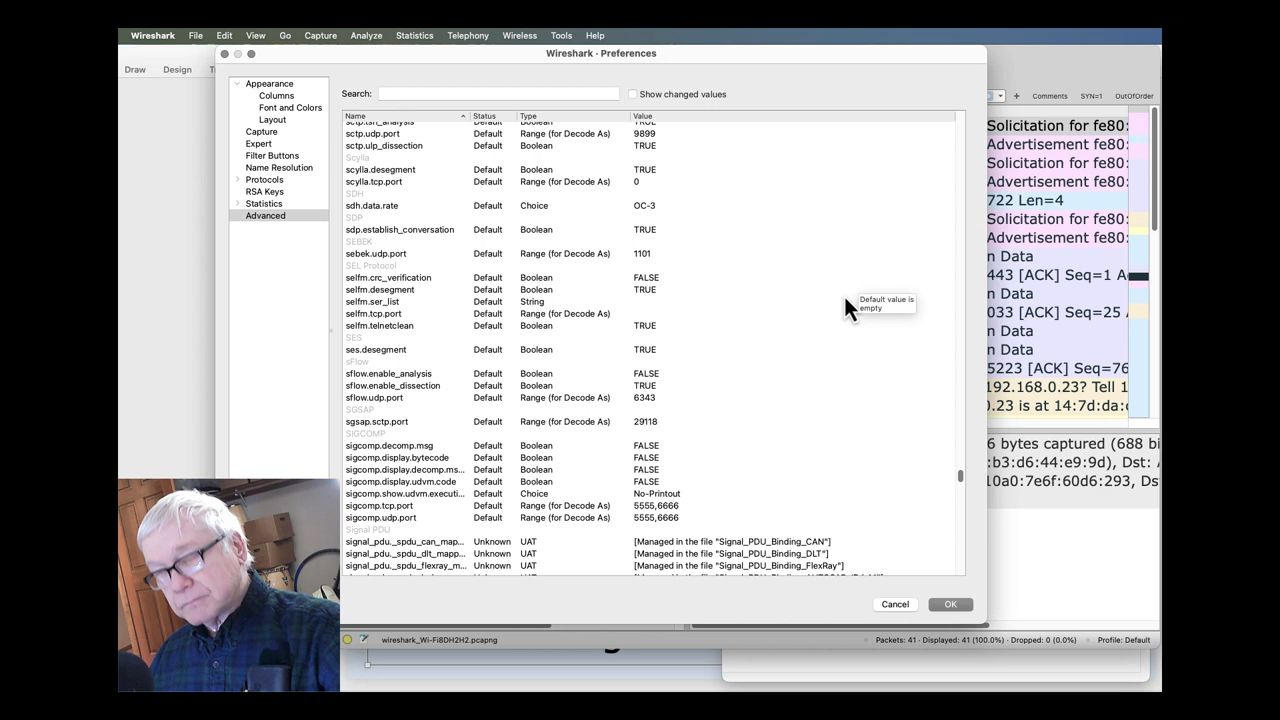 Wireshark File Edit View Go Capture Analyze Statistics Telephony Wireless Tools Help
Wireshark · Preferences
Draw Design
Appearance
Columns
Font and Colors
Layout
Capture
Expert
Filter Buttons
Name Resolution
Protocols
RSA Keys
Statistics
Advanced
Search: Show changed values
Name Status Type Value
sctp.udp.port Default Range (for Decode As) 9899
sctp.ulp_dissection Default Boolean TRUE
Scylla
scylla.desegment Default Boolean TRUE
scylla.tcp.port Default Range (for Decode As) 0
SDH
sdh.data.rate Default Choice OC-3
SDP
sdp.establish_conversation Default Boolean TRUE
SEBEK
sebek.udp.port Default Range (for Decode As) 1101
SEL Protocol
selfm.crc_verification Default Boolean FALSE
selfm.desegment Default Boolean TRUE
selfm.ser_list Default String
selfm.tcp.port Default Range (for Decode As)
selfm.telnetclean Default Boolean TRUE
SES
ses.desegment Default Boolean TRUE
sFlow
sflow.enable_analysis Default Boolean FALSE
sflow.enable_dissection Default Boolean TRUE
sflow.udp.port Default Range (for Decode As) 6343
SGSAP
sgsap.sctp.port Default Range (for Decode As) 29118
SIGCOMP
sigcomp.decomp.msg Default Boolean FALSE
sigcomp.display.bytecode Default Boolean FALSE
sigcomp.display.decomp.ms... Default Boolean FALSE
sigcomp.display.udvm.code Default Boolean FALSE
sigcomp.show.udvm.executi... Default Choice No-Printout
sigcomp.tcp.port Default Range (for Decode As) 5555,6666
sigcomp.udp.port Default Range (for Decode As) 5555,6666
Signal PDU
signal_pdu._spdu_can_map... Unknown UAT [Managed in the file "Signal_PDU_Binding_CAN"]
signal_pdu._spdu_dlt_mapp... Unknown UAT [Managed in the file "Signal_PDU_Binding_DLT"]
signal_pdu._spdu_flexray_m... Unknown UAT [Managed in the file "Signal_PDU_Binding_FlexRay"]
Default value is
empty
Cancel OK
+ Comments SYN=1 OutOfOrder
Solicitation for fe80:
Advertisement fe80:
Solicitation for fe80:
Advertisement fe80:
722 Len=4
Solicitation for fe80:
Advertisement fe80:
n Data
443 [ACK] Seq=1 A
n Data
033 [ACK] Seq=25
n Data
n Data
5223 [ACK] Seq=76
192.168.0.23? Tell 1
0.23 is at 14:7d:da:
6 bytes captured (688 bi
:b3:d6:44:e9:9d), Dst:
10a0:7e6f:60d6:293, Ds
wireshark_Wi-Fi8DH2H2.pcapng Packets: 41 · Displayed: 41 (100.0%) · Dropped: 0 (0.0%) Profile: Default